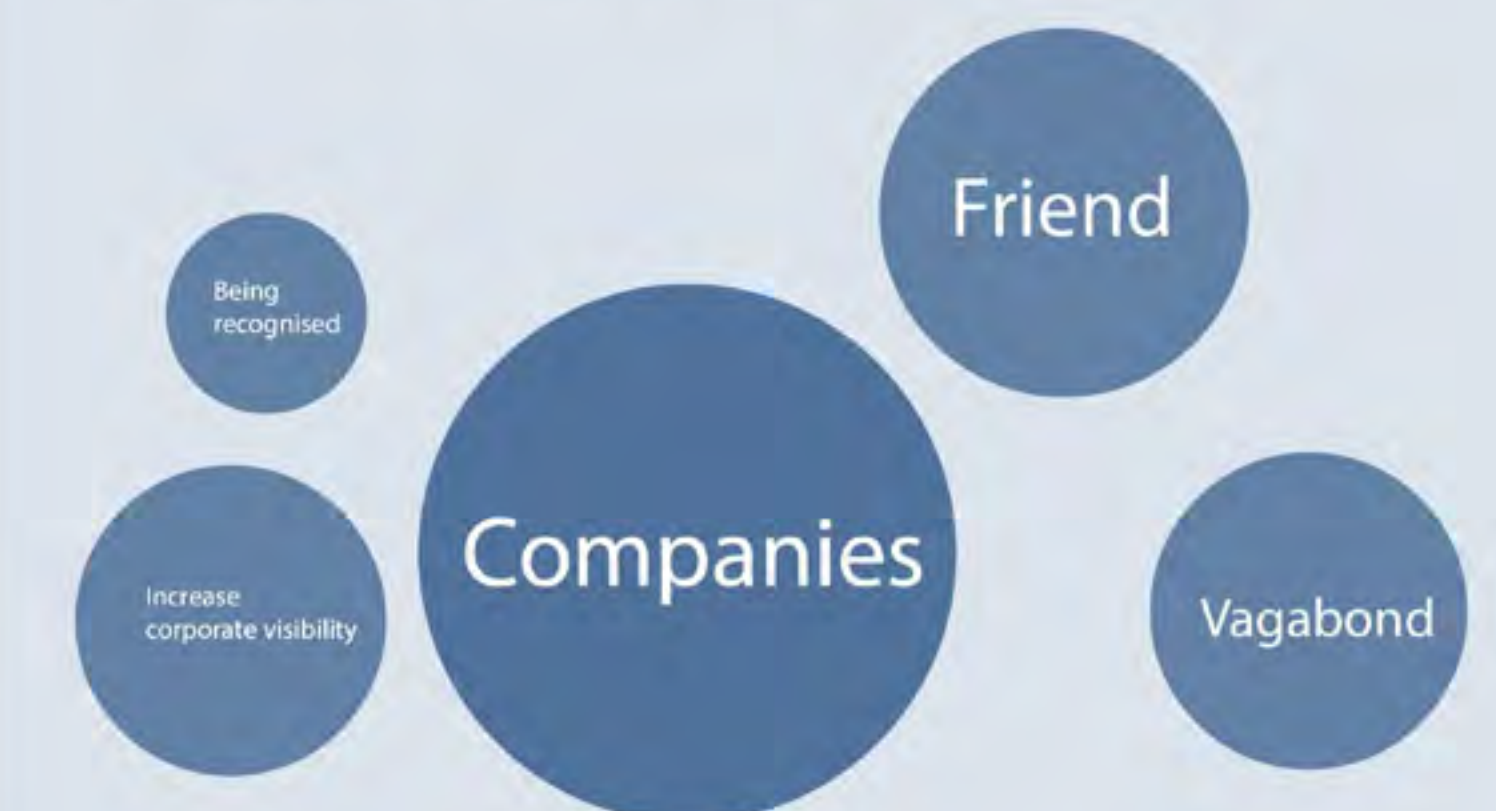 Friend
Being
recognised
Companies
Increase
corporate visibility
Vagabond